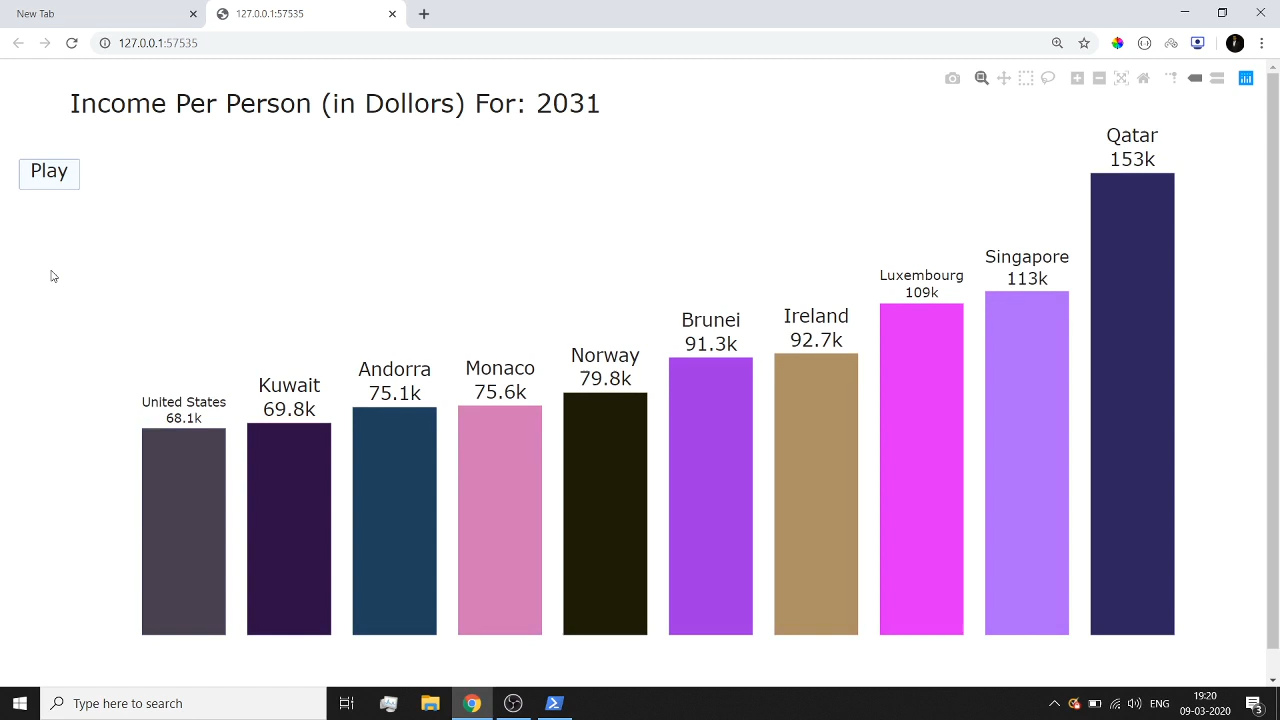 New Tab
127.0.0.1:57535
127.0.0.1:57535
Income Per Person (in Dollors) For: 2031
Play
Qatar
153k
Singapore
113k
Luxembourg
109k
Ireland
92.7k
Brunei
91.3k
Norway
79.8k
Monaco
75.6k
Andorra
75.1k
Kuwait
69.8k
United States
68.1k
Type here to search
ENG
19:20
09-03-2020
3